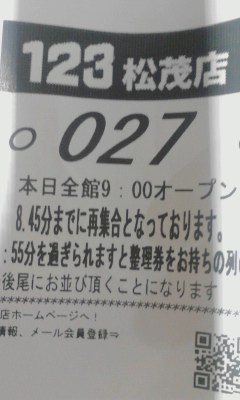 123 松茂店
027
本日全館9：00オープン
8.45分までに再集合となっております。
：55分を過ぎられますと整理券をお持ちの列の
後尾にお並び頂くことになります
********************
店ホームページへ！
情報、メール会員登録⇒